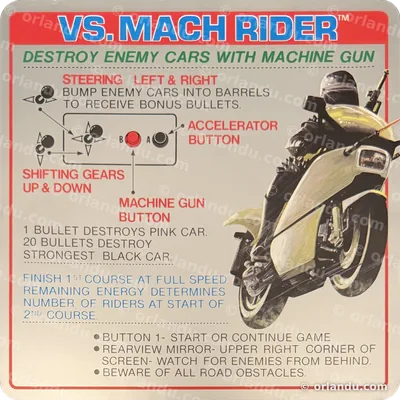 VS. MACH RIDER™
DESTROY ENEMY CARS WITH MACHINE GUN
STEERING LEFT & RIGHT
BUMP ENEMY CARS INTO BARRELS
TO RECEIVE BONUS BULLETS.
ACCELERATOR
BUTTON
B A
SHIFTING GEARS
UP & DOWN
MACHINE GUN
BUTTON
1 BULLET DESTROYS PINK CAR.
20 BULLETS DESTROY
STRONGEST BLACK CAR.
FINISH 1ST COURSE AT FULL SPEED
REMAINING ENERGY DETERMINES
NUMBER OF RIDERS AT START OF
2ND COURSE
•BUTTON 1- START OR CONTINUE GAME
•REARVIEW MIRROR- UPPER RIGHT CORNER OF
SCREEN- WATCH FOR ENEMIES FROM BEHIND.
•BEWARE OF ALL ROAD OBSTACLES.
© orlandu.com